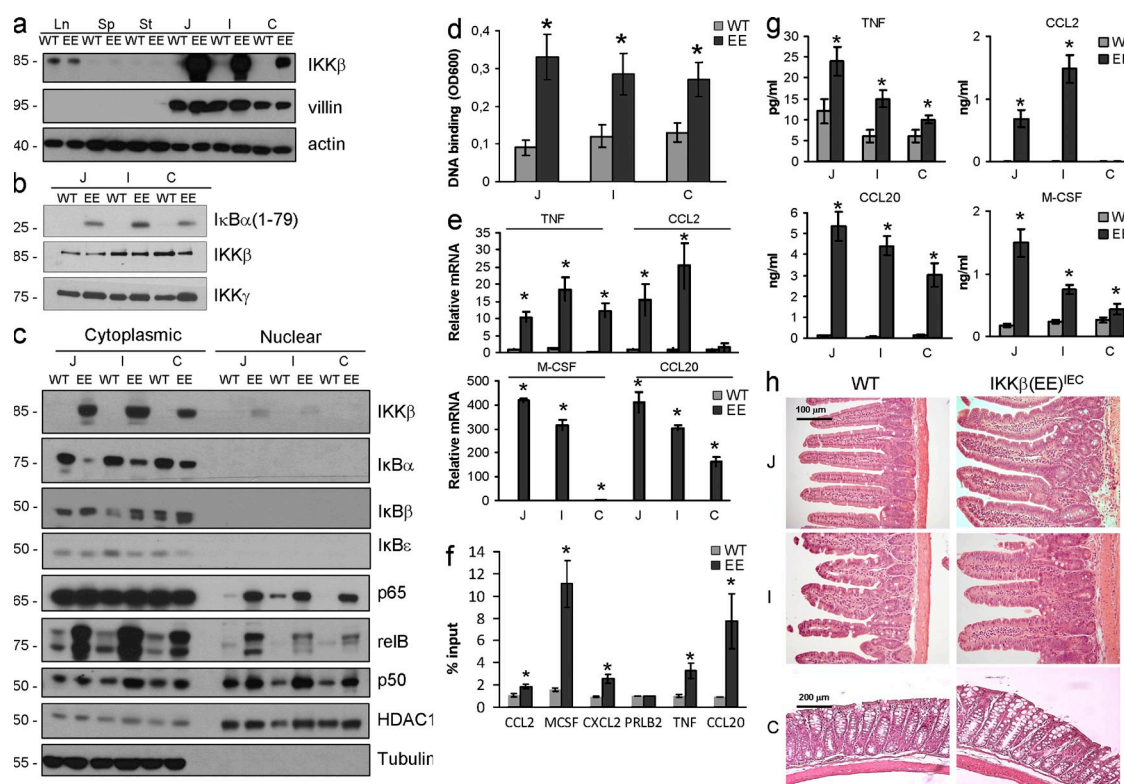 a
Ln Sp St J I C
WT EE WT EE WT EE WT EE WT EE WT EE
85 - IKKβ
95 - villin
40 - actin
b
J I C
WT EE WT EE WT EE
25 - IκBα(1-79)
85 - IKKβ
75 - IKKγ
c
Cytoplasmic Nuclear
J I C J I C
WT EE WT EE WT EE WT EE WT EE WT EE
85 - IKKβ
75 - IκBα
50 - IκBβ
50 - IκBε
65 - p65
75 - relB
50 - p50
50 - HDAC1
55 - Tubulin
d
WT
EE
DNA binding (OD600)
0,4
0,3
0,2
0,1
0
* * *
J I C
e
TNF CCL2
WT
EE
Relative mRNA
40
35
30
25
20
15
10
5
0
* * * * *
M-CSF CCL20
WT
EE
Relative mRNA
400
300
200
100
0
* * * * * *
J I C J I C
f
WT
EE
% input
14
12
10
8
6
4
2
0
* * * * *
CCL2 MCSF CXCL2 PRLB2 TNF CCL20
g
TNF
pg/ml
30
25
20
15
10
5
0
* * *
J I C
CCL2
W
EE
ng/ml
2
1
0
* *
J I C
CCL20
ng/ml
6
5
4
3
2
1
0
* * *
J I C
M-CSF
W
EE
ng/ml
2
1
0
* * *
J I C
h
WT IKKβ(EE)IEC
100 μm
J
I
200 μm
C